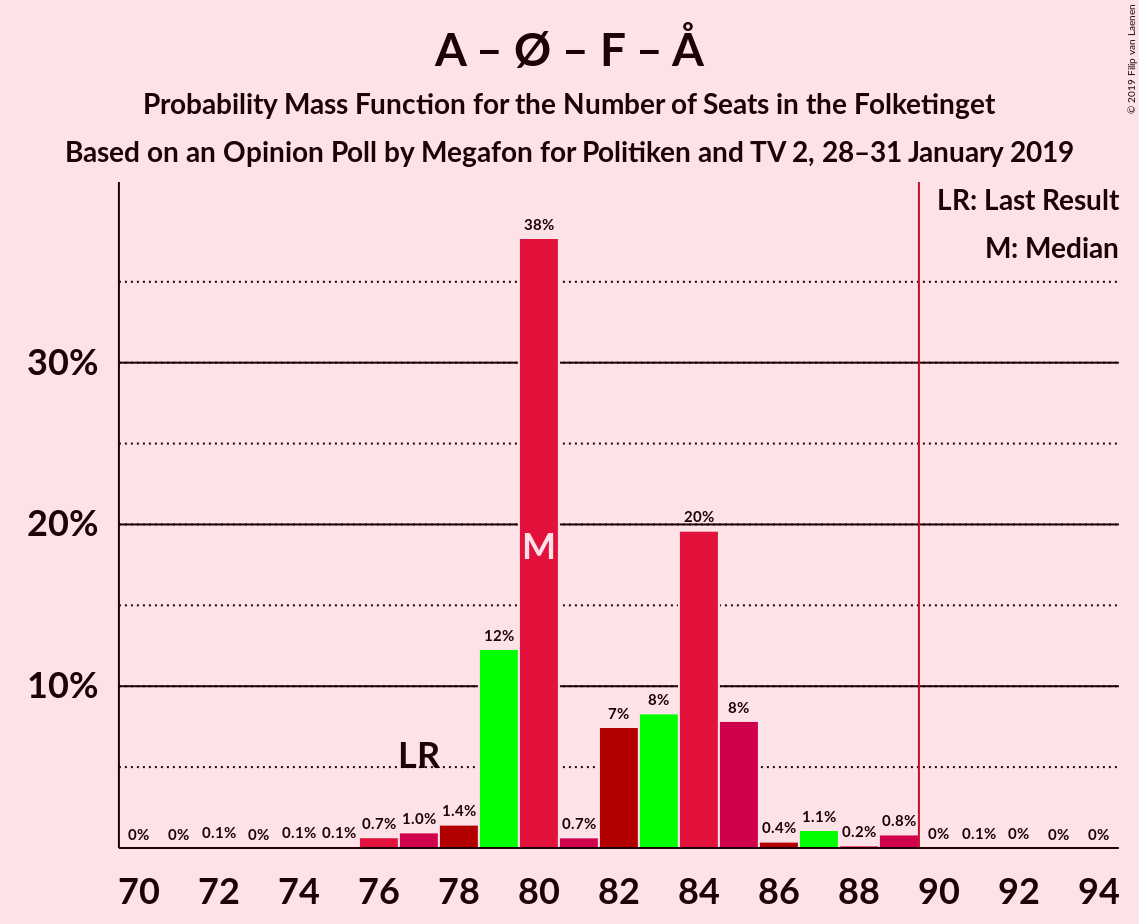 A – Ø – F – Å
Probability Mass Function for the Number of Seats in the Folketinget
Based on an Opinion Poll by Megafon for Politiken and TV 2, 28–31 January 2019
© 2019 Filip van Laenen
LR: Last Result
M: Median
30%
20%
10%
0% 0% 0.1% 0% 0.1% 0.1% 0.7% 1.0% 1.4% 12% 38% 0.7% 7% 8% 20% 8% 0.4% 1.1% 0.2% 0.8% 0% 0.1% 0% 0% 0%
M
LR
70 72 74 76 78 80 82 84 86 88 90 92 94